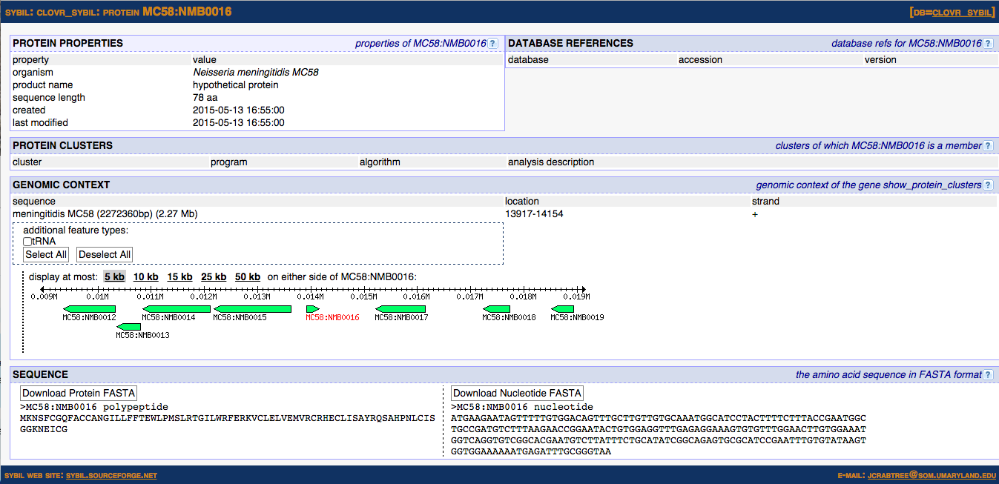 SYBIL: CLOVR_SYBIL: PROTEIN MC58:NMB0016
[DB=CLOVR_SYBIL]
PROTEIN PROPERTIES
properties of MC58:NMB0016 ?
property value
organism Neisseria meningitidis MC58
product name hypothetical protein
sequence length 78 aa
created 2015-05-13 16:55:00
last modified 2015-05-13 16:55:00
DATABASE REFERENCES
database refs for MC58:NMB0016 ?
database accession version
PROTEIN CLUSTERS
clusters of which MC58:NMB0016 is a member ?
cluster program algorithm analysis description
GENOMIC CONTEXT
genomic context of the gene show_protein_clusters ?
sequence location strand
meningitidis MC58 (2272360bp) (2.27 Mb) 13917-14154 +
additional feature types:
tRNA
Select All Deselect All
display at most: 5 kb 10 kb 15 kb 25 kb 50 kb on either side of MC58:NMB0016:
0.009M 0.01M 0.011M 0.012M 0.013M 0.014M 0.015M 0.016M 0.017M 0.018M 0.019M
MC58:NMB0012 MC58:NMB0014 MC58:NMB0015 MC58:NMB0016 MC58:NMB0017 MC58:NMB0018 MC58:NMB0019
MC58:NMB0013
SEQUENCE
the amino acid sequence in FASTA format ?
Download Protein FASTA
>MC58:NMB0016 polypeptide
MKNSFCGQFACCANGILLFFTEWLPMSLRTGILWRFERKVCLELVEMVRCRHECLISAYRQSAHPNLCIS
GGKNEICG
Download Nucleotide FASTA
>MC58:NMB0016 nucleotide
ATGAAGAATAGTTTTTGTGGACAGTTTGCTTGTTGTGCAAATGGCATCCTACTTTTCTTTACCGAATGGC
TGCCGATGTCTTTAAGAACCGGAATACTGTGGAGGTTTGAGAGGAAAGTGTGTTTGGAACTTGTGGAAAT
GGTCAGGTGTCGGCACGAATGTCTTATTTCTGCATATCGGCAGAGTGCGCATCCGAATTTGTGTATAAGT
GGTGGAAAAAATGAGATTTGCGGGTAA
SYBIL WEB SITE: SYBIL.SOURCEFORGE.NET
E-MAIL: JCRABTREE@SOM.UMARYLAND.EDU